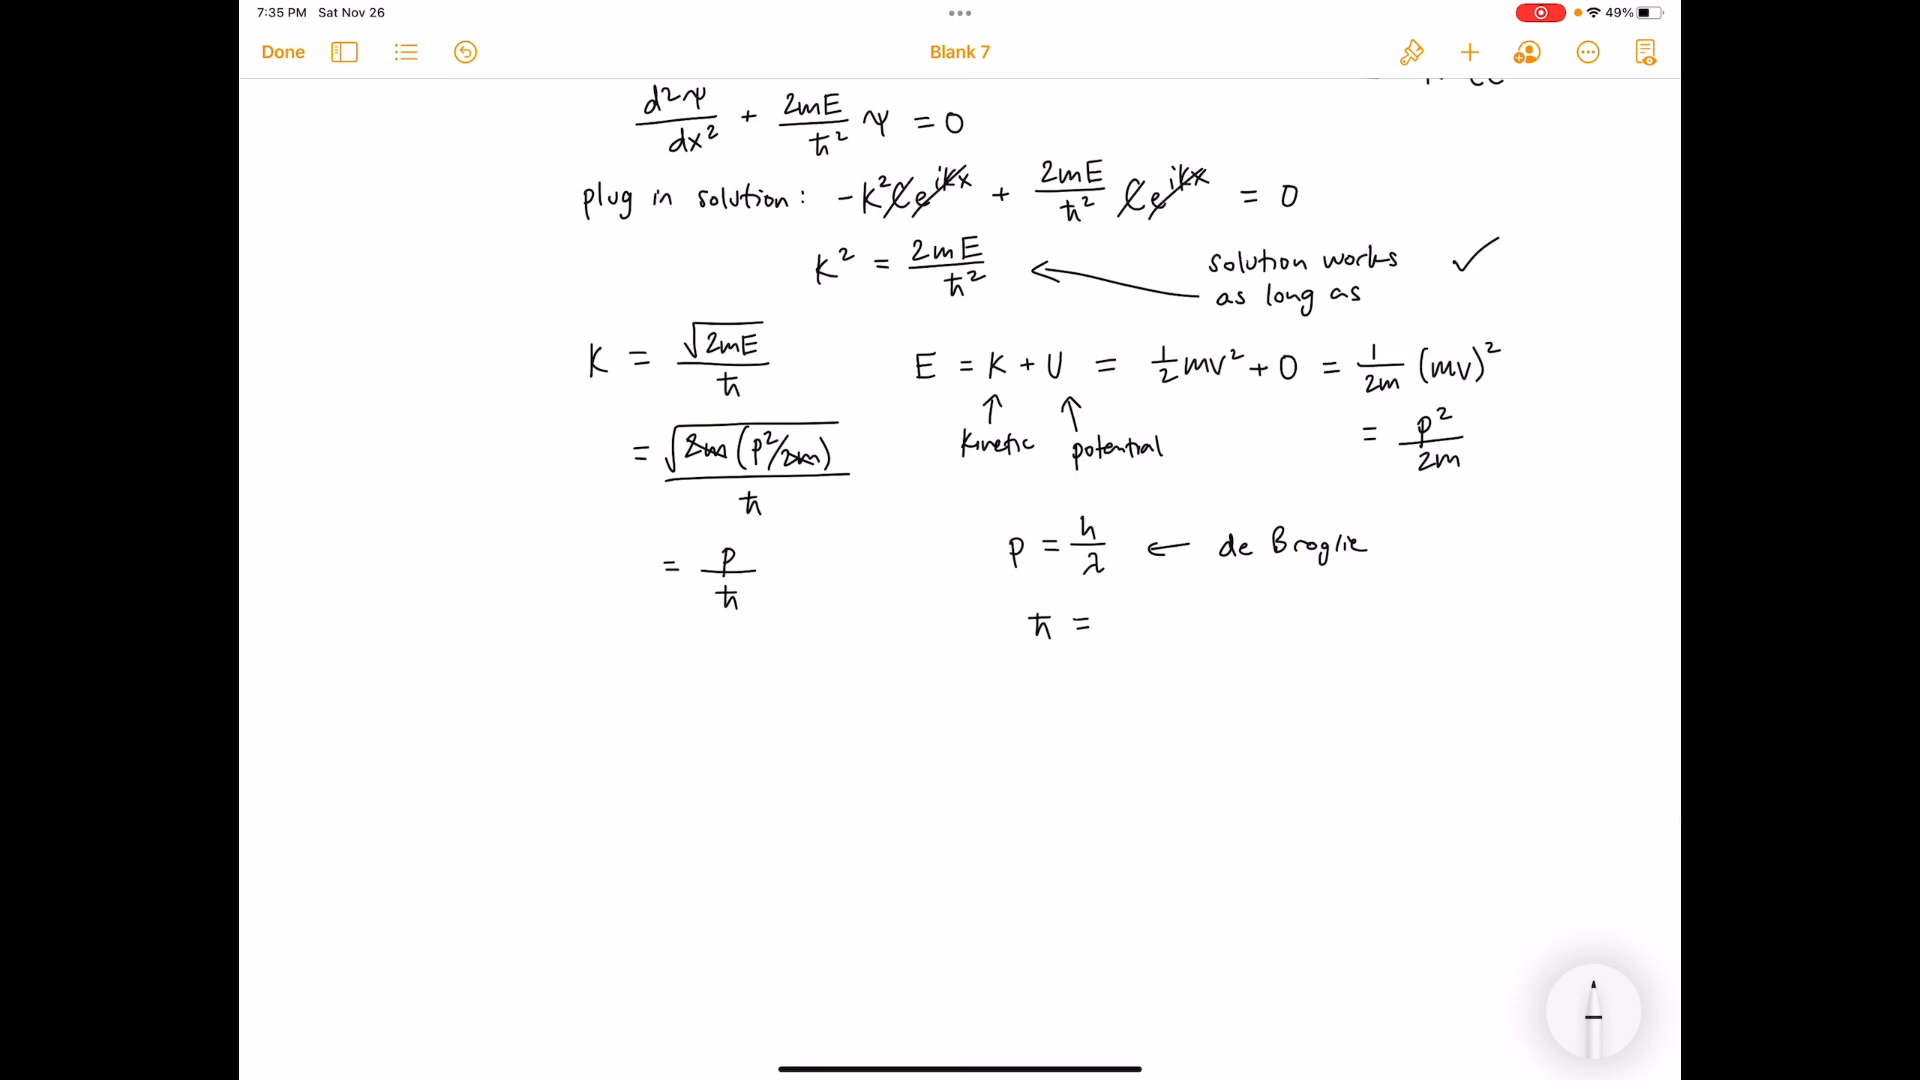 7:35 PM Sat Nov 26
49%
Done
Blank 7
d²ψ/dx² + 2mE/ħ² ψ = 0
plug in solution: -k²Ce^ikx + 2mE/ħ² Ce^ikx = 0
k² = 2mE/ħ² ← solution works as long as ✓
k = √2mE/ħ
E = K + U = ½mv² + 0 = 1/2m (mv)²
↑ kinetic ↑ potential
= p²/2m
= √2m(p²/2m)/ħ
= p/ħ
p = h/λ ← de Broglie
ħ =